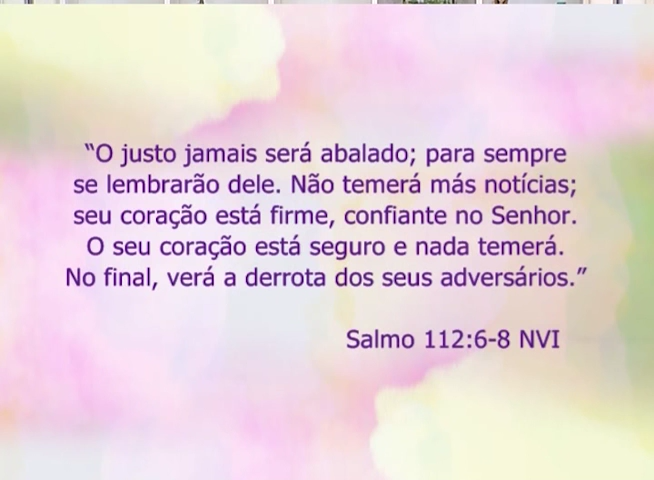 “O justo jamais será abalado; para sempre
se lembrarão dele. Não temerá más notícias;
seu coração está firme, confiante no Senhor.
O seu coração está seguro e nada temerá.
No final, verá a derrota dos seus adversários.”
Salmo 112:6-8 NVI